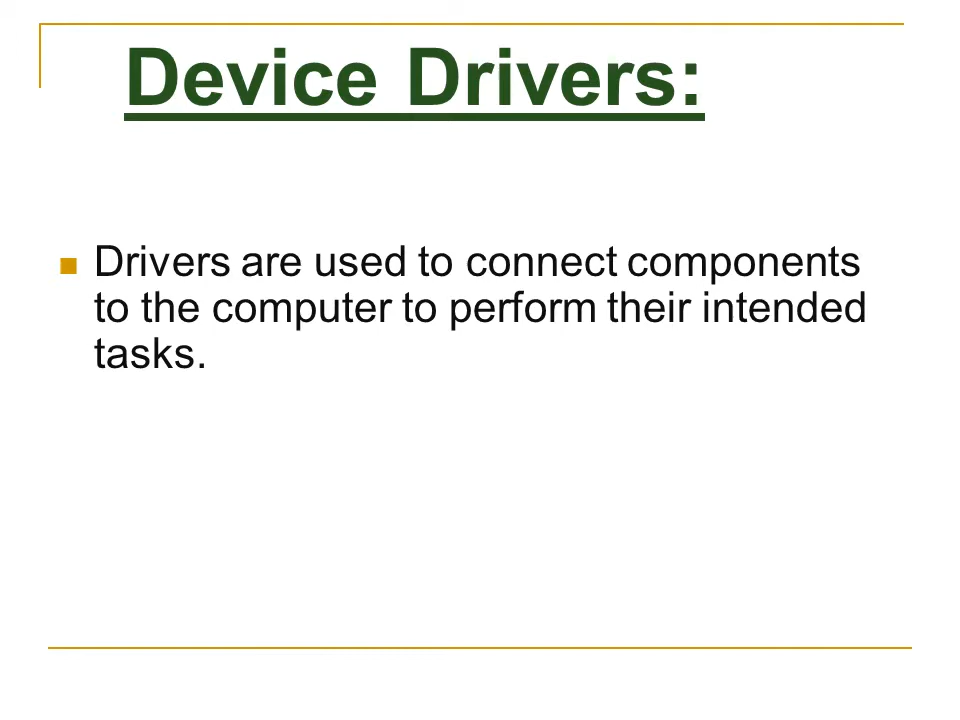 Device Drivers:
Drivers are used to connect components
to the computer to perform their intended
tasks.